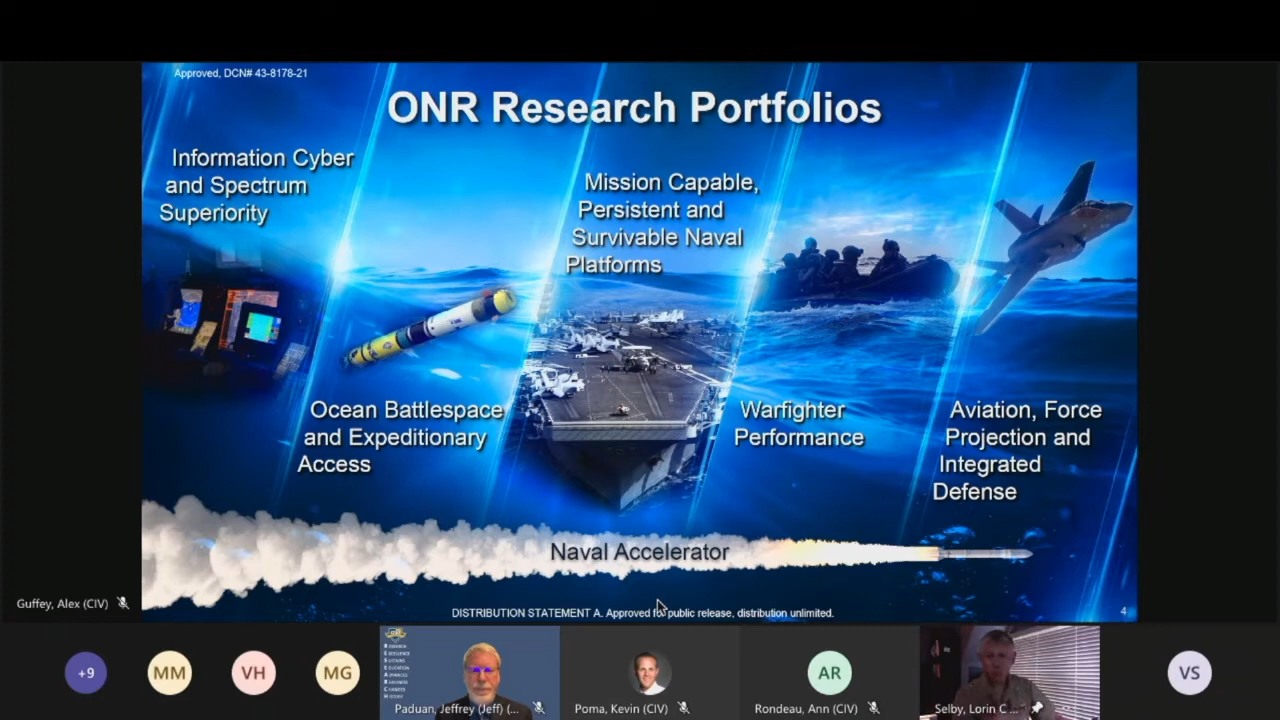 Approved, DCN# 43-8178-21
ONR Research Portfolios
Information Cyber
and Spectrum
Superiority
Mission Capable,
Persistent and
Survivable Naval
Platforms
Ocean Battlespace
and Expeditionary
Access
Warfighter
Performance
Aviation, Force
Projection and
Integrated
Defense
Naval Accelerator
DISTRIBUTION STATEMENT A. Approved for public release, distribution unlimited.
4
Guffey, Alex (CIV)
+9
MM
VH
MG
Paduan, Jeffrey (Jeff) (...
Poma, Kevin (CIV)
AR
Rondeau, Ann (CIV)
Selby, Lorin C ...
VS